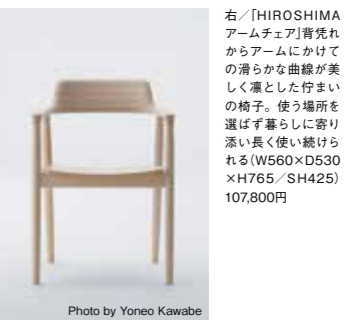 右／「HIROSHIMA
アームチェア」背凭れ
からアームにかけて
の滑らかな曲線が美
しく凛とした佇まい
の椅子。使う場所を
選ばず暮らしに寄り
添い長く使い続けら
れる(W560×D530
×H765／SH425)
107,800円
Photo by Yoneo Kawabe